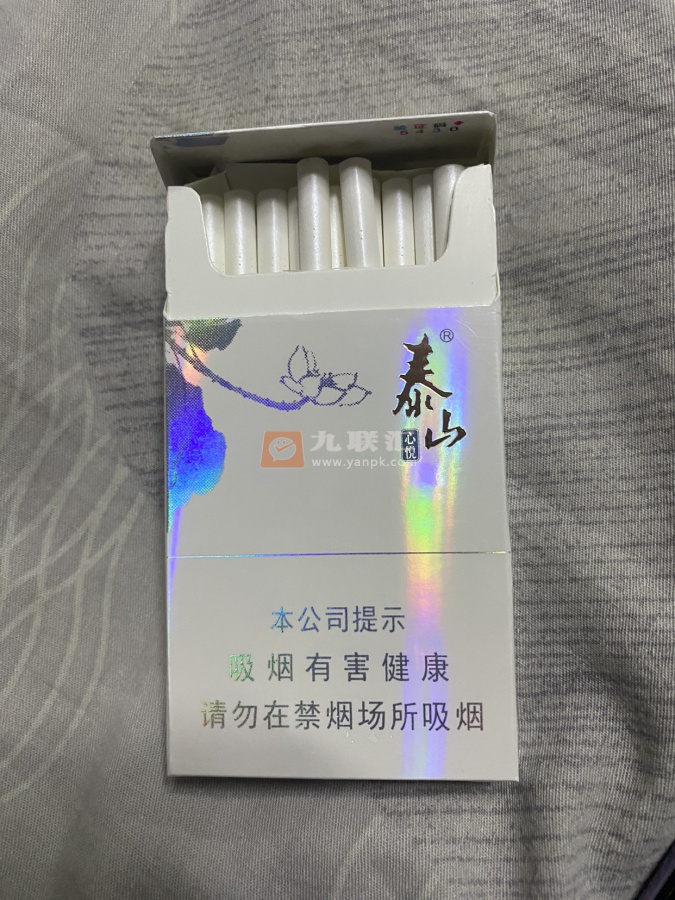 泰山®
心悦
九联
www.yanpk.com
本公司提示
吸烟有害健康
请勿在禁烟场所吸烟